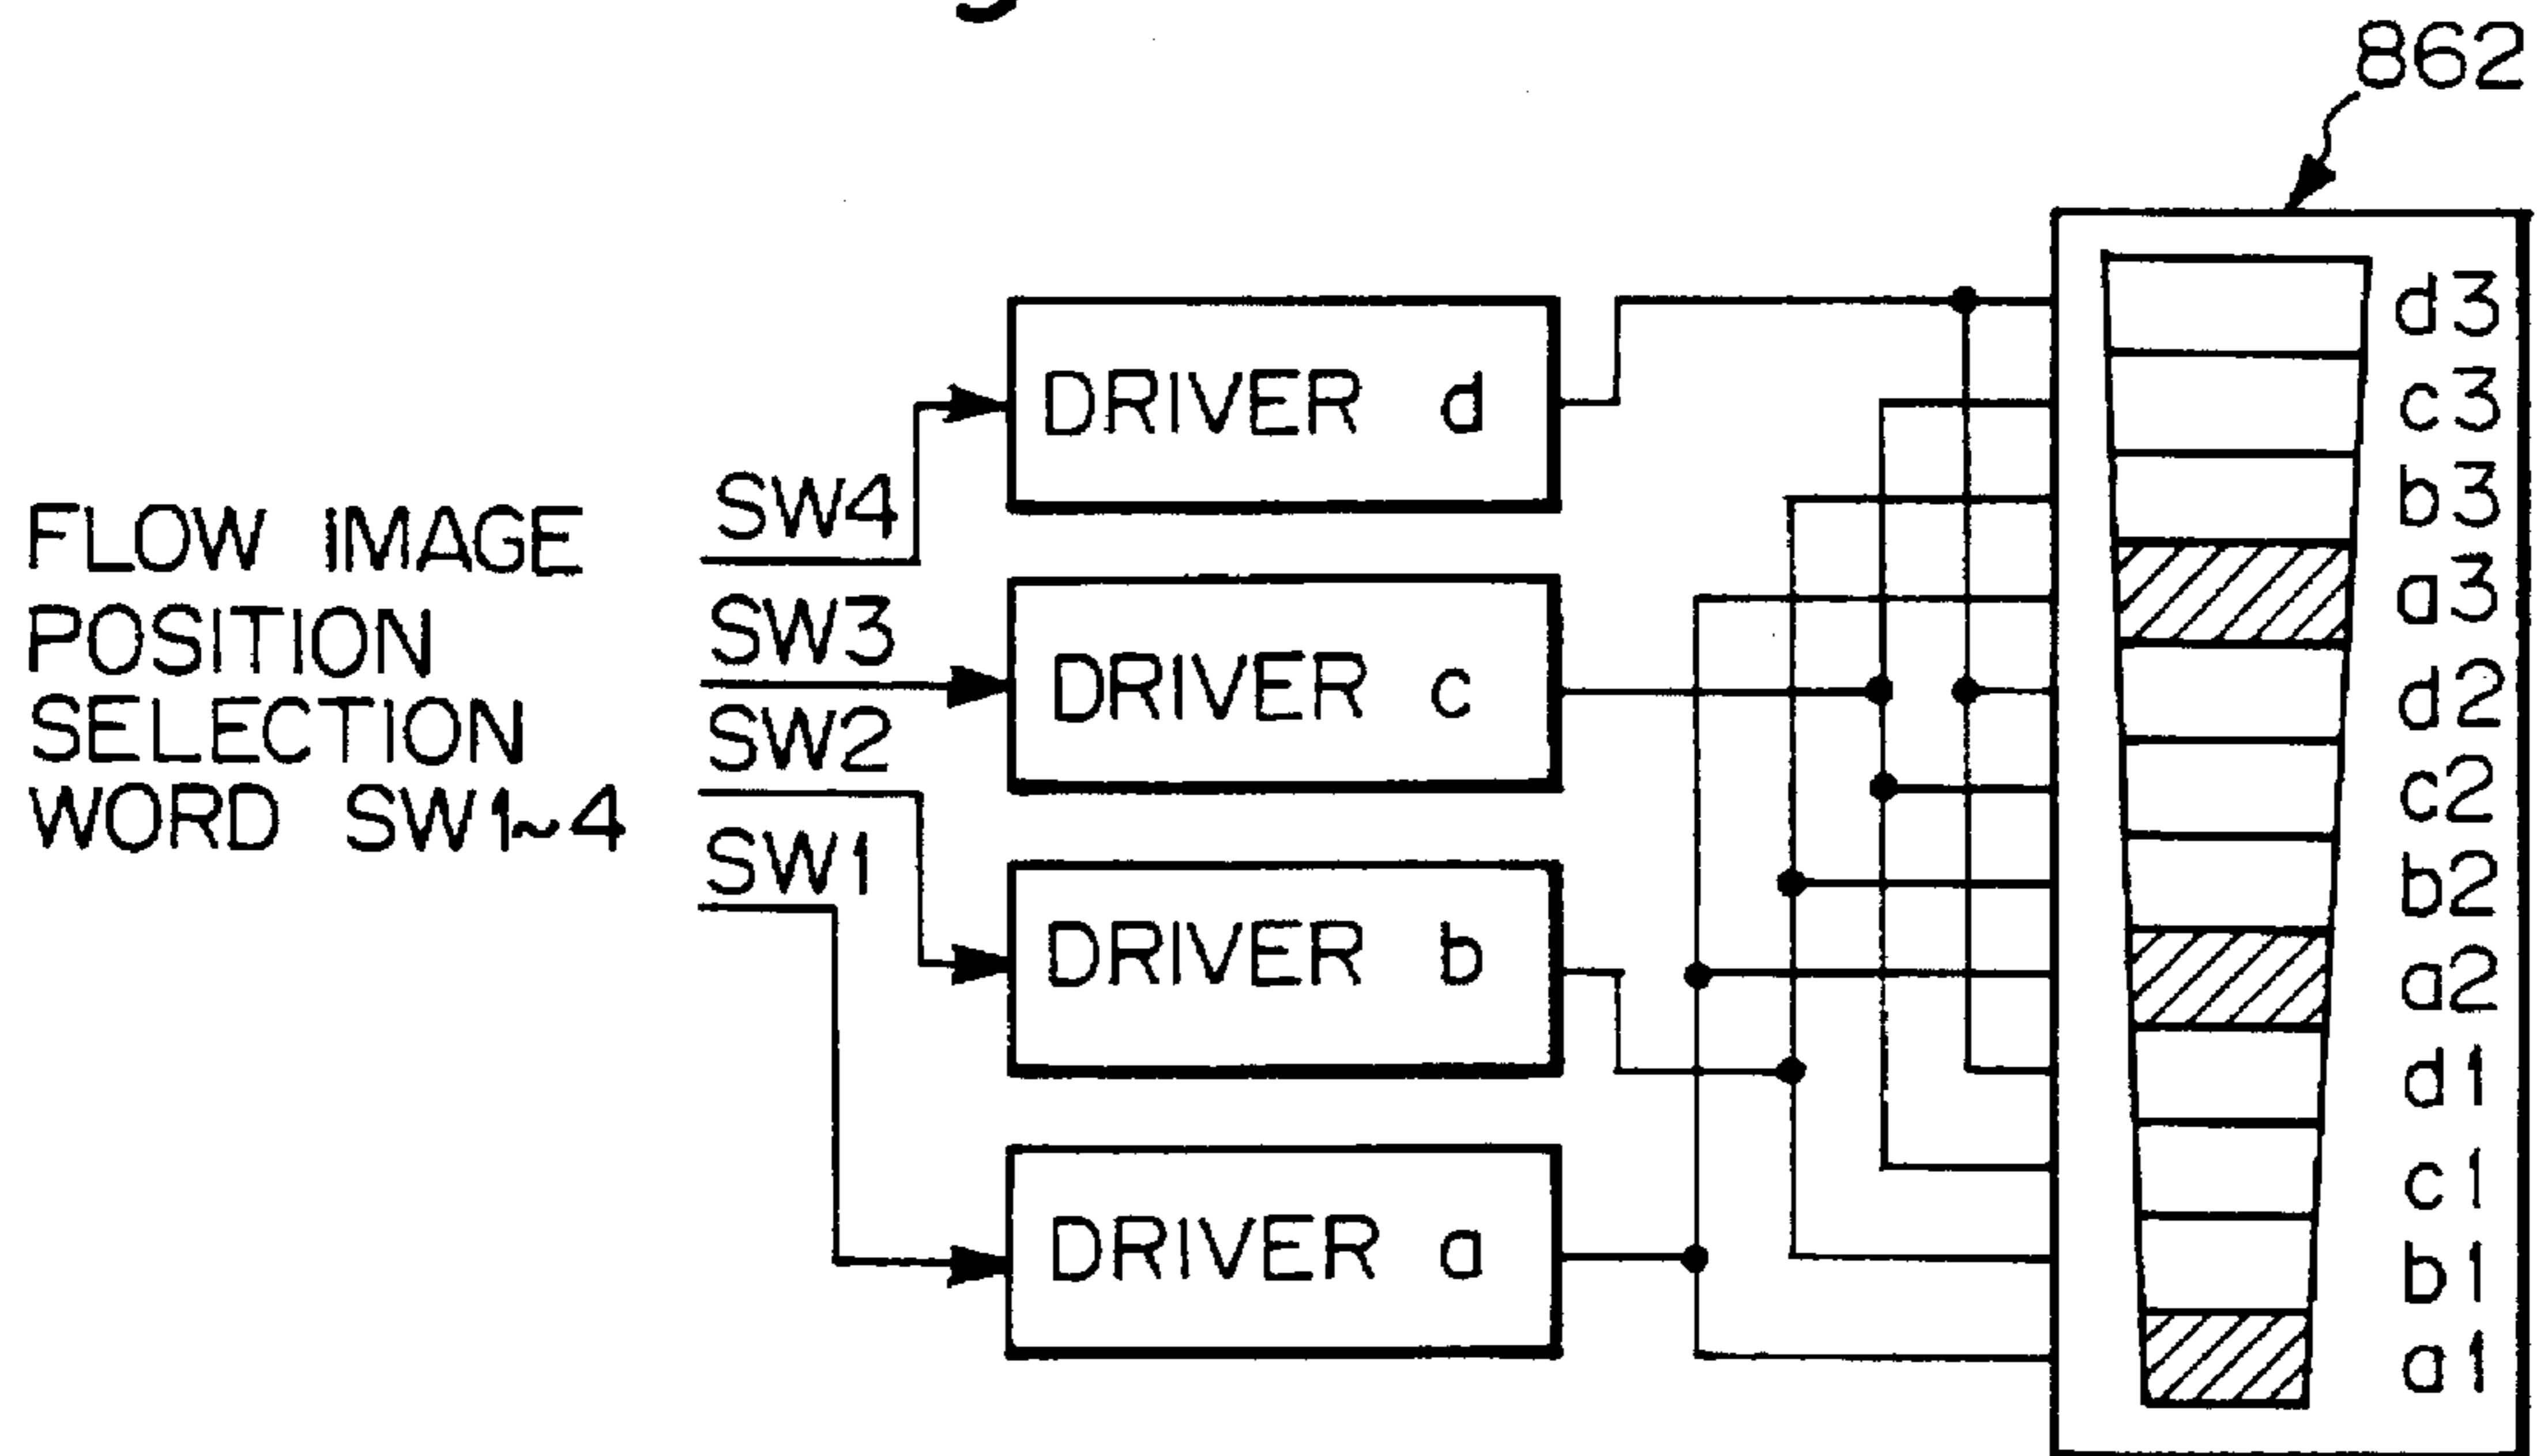 862
FLOW IMAGE
POSITION
SELECTION
WORD SW1~4
SW4
SW3
SW2
SW1
DRIVER d
DRIVER c
DRIVER b
DRIVER a
d3
c3
b3
a3
d2
c2
b2
a2
d1
c1
b1
a1